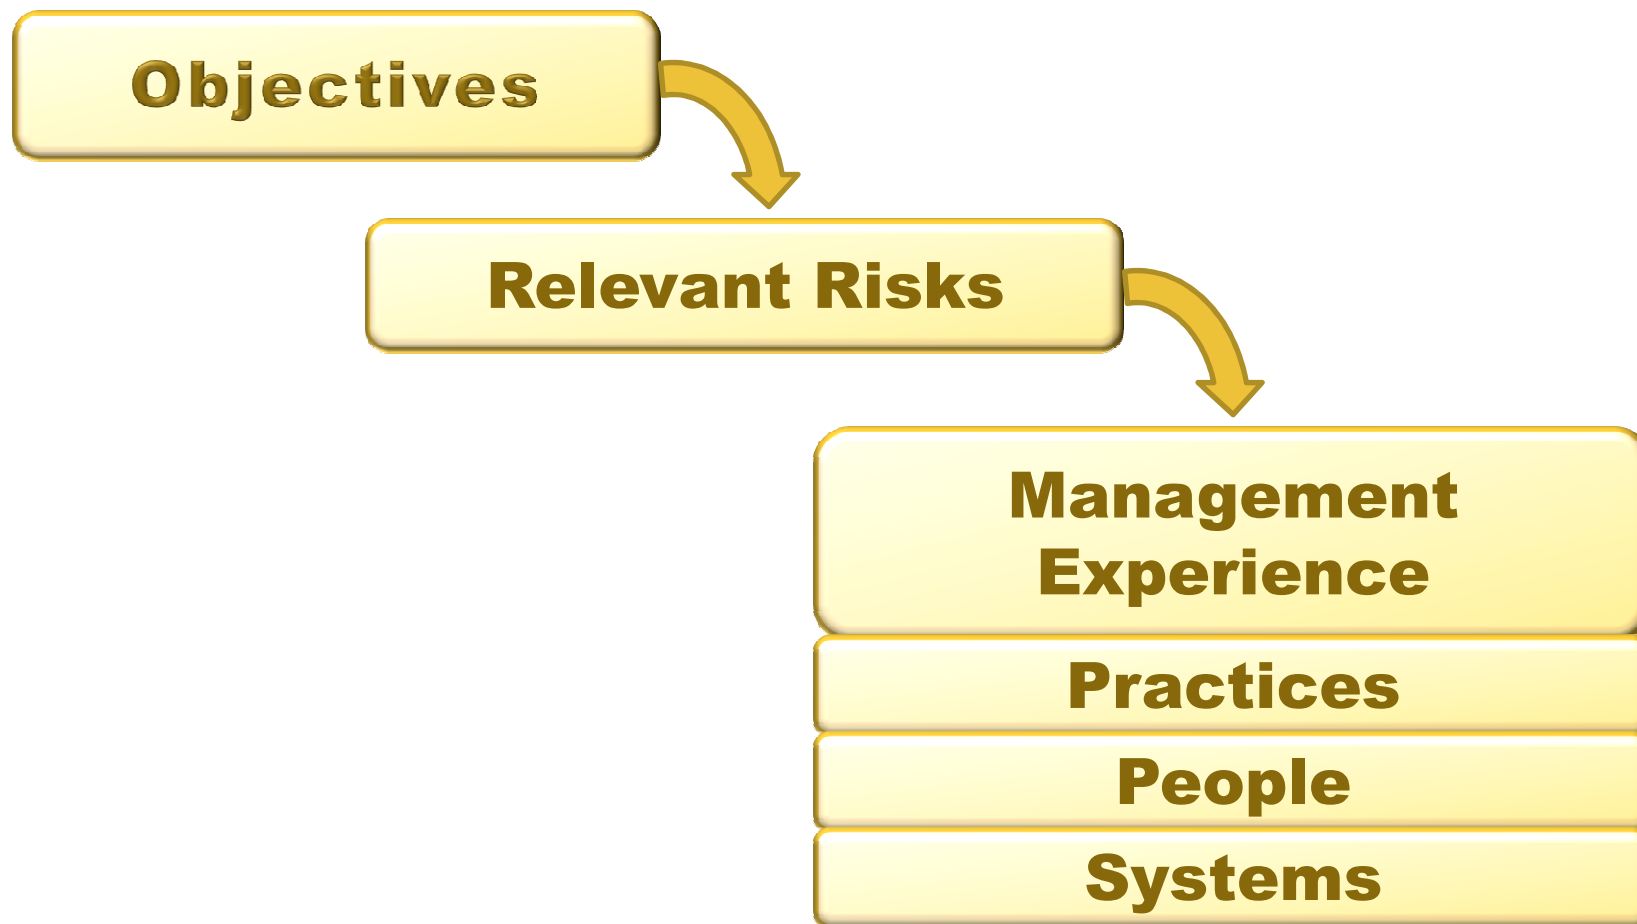 Objectives
Relevant Risks
Management
Experience
Practices
People
Systems